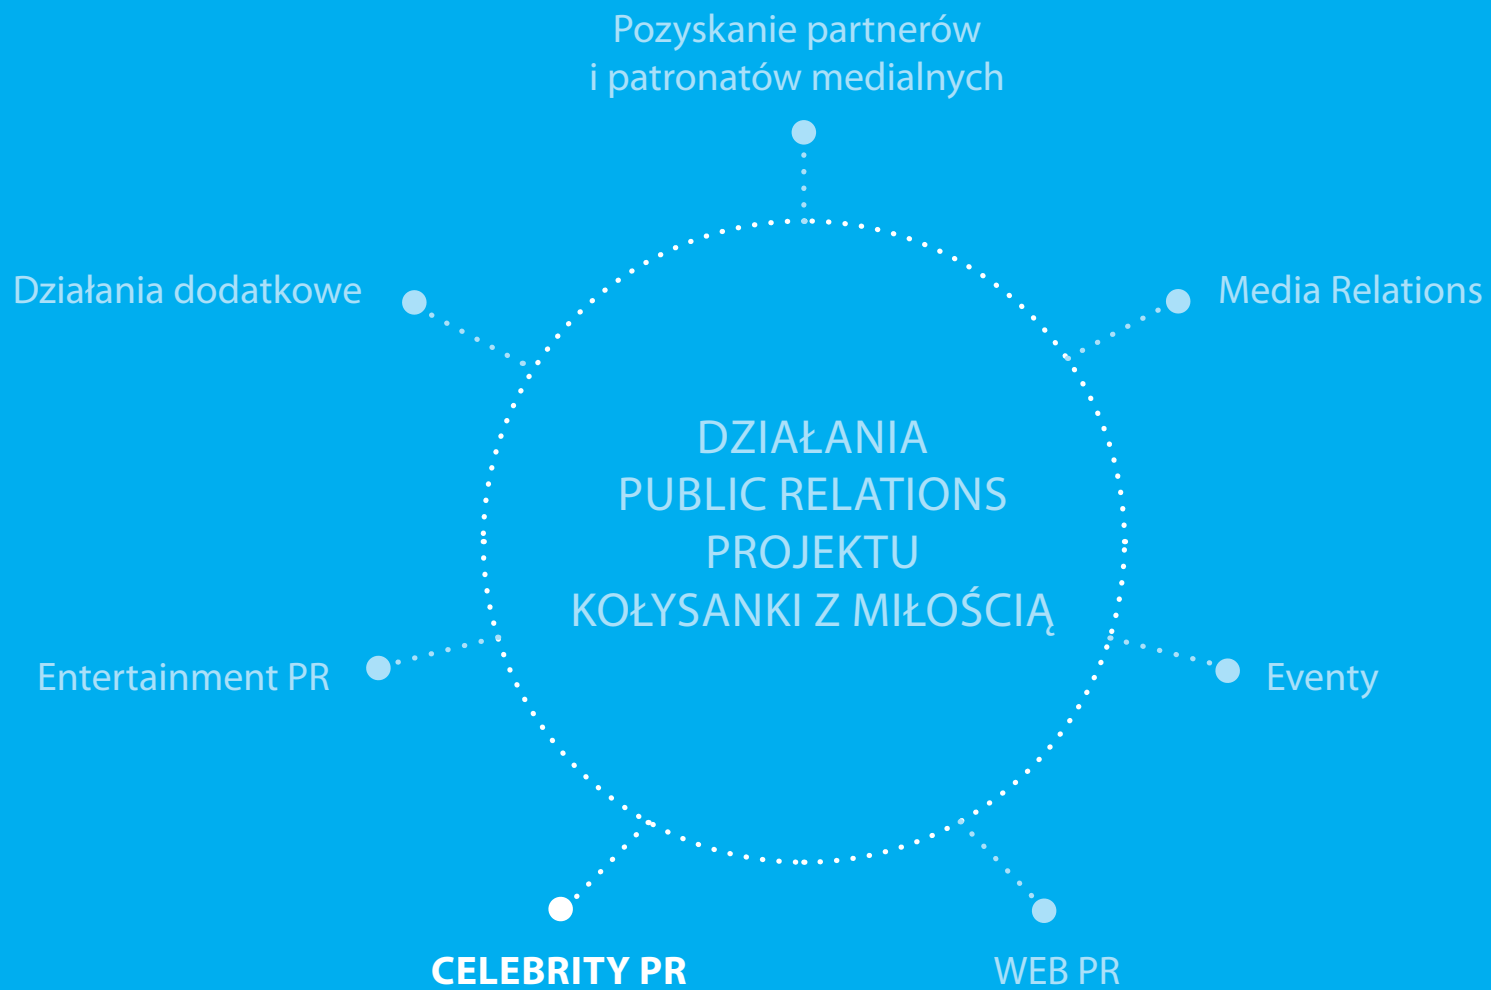 Pozyskanie partnerów
i patronatów medialnych
Działania dodatkowe
Media Relations
DZIAŁANIA
PUBLIC RELATIONS
PROJEKTU
KOŁYSANKI Z MIŁOŚCIĄ
Entertainment PR
Eventy
CELEBRITY PR
WEB PR